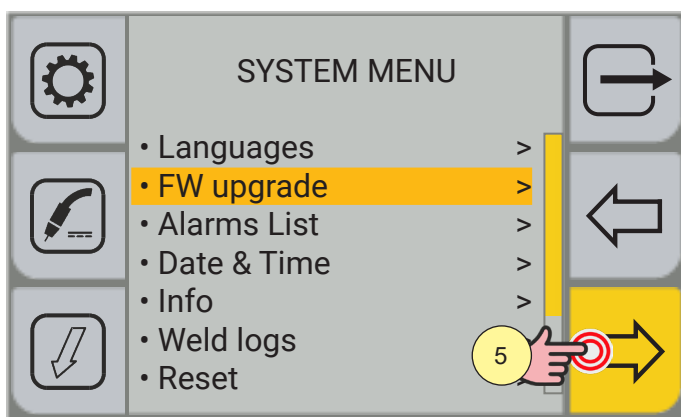 SYSTEM MENU
• Languages >
• FW upgrade >
• Alarms List >
• Date & Time >
• Info >
• Weld logs
• Reset >
5